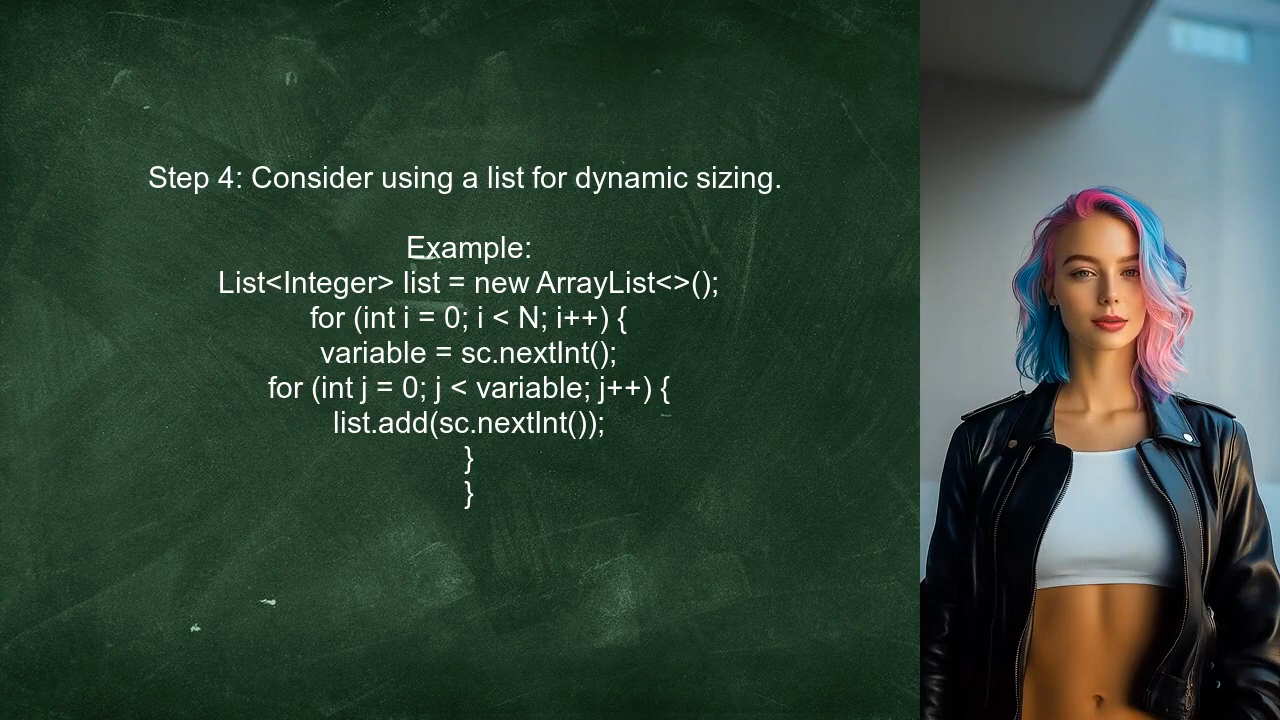 Step 4: Consider using a list for dynamic sizing.
Example:
List<Integer> list = new ArrayList<>();
for (int i = 0; i < N; i++) {
variable = sc.nextInt();
for (int j = 0; j < variable; j++) {
list.add(sc.nextInt());
}
}